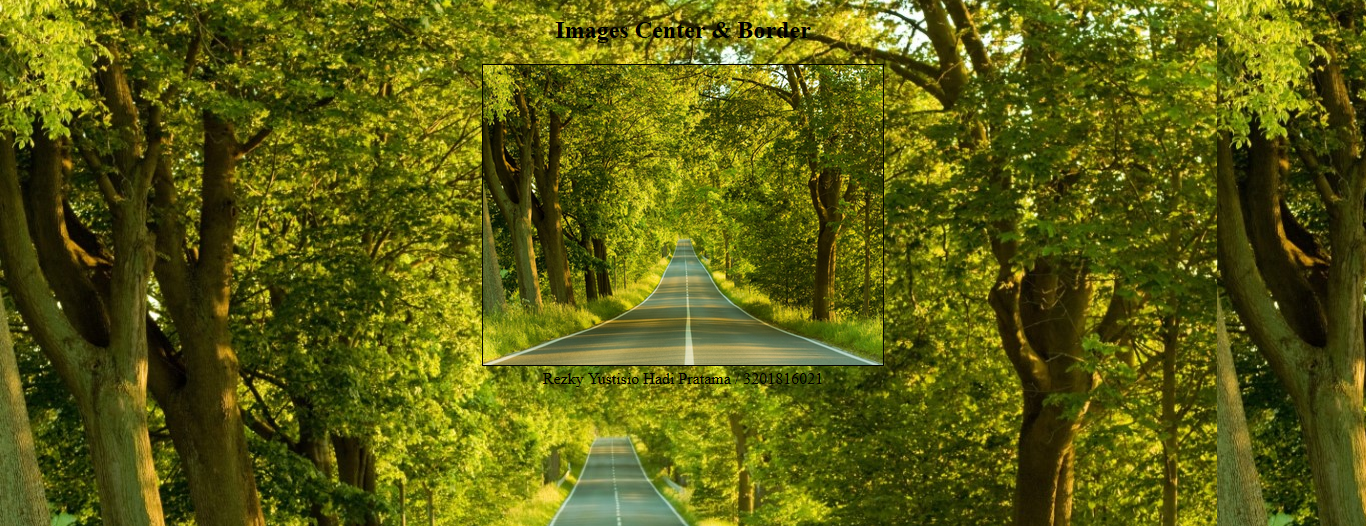 Images Center & Border
Rezky Yustisio Hadi Pratama / 3201816021